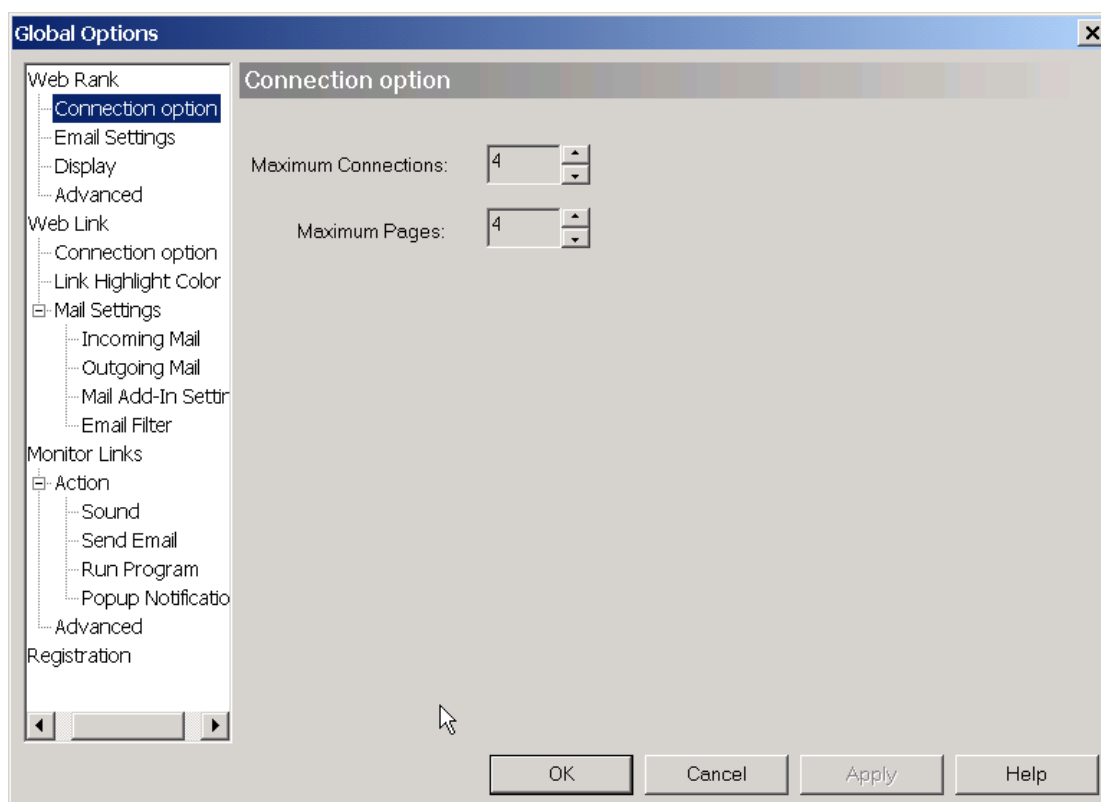 Global Options
Web Rank
Connection option
Email Settings
Display
Advanced
Web Link
Connection option
Link Highlight Color
Mail Settings
Incoming Mail
Outgoing Mail
Mail Add-In Settin
Email Filter
Monitor Links
Action
Sound
Send Email
Run Program
Popup Notificatio
Advanced
Registration
Connection option
Maximum Connections: 4
Maximum Pages: 4
OK Cancel Apply Help